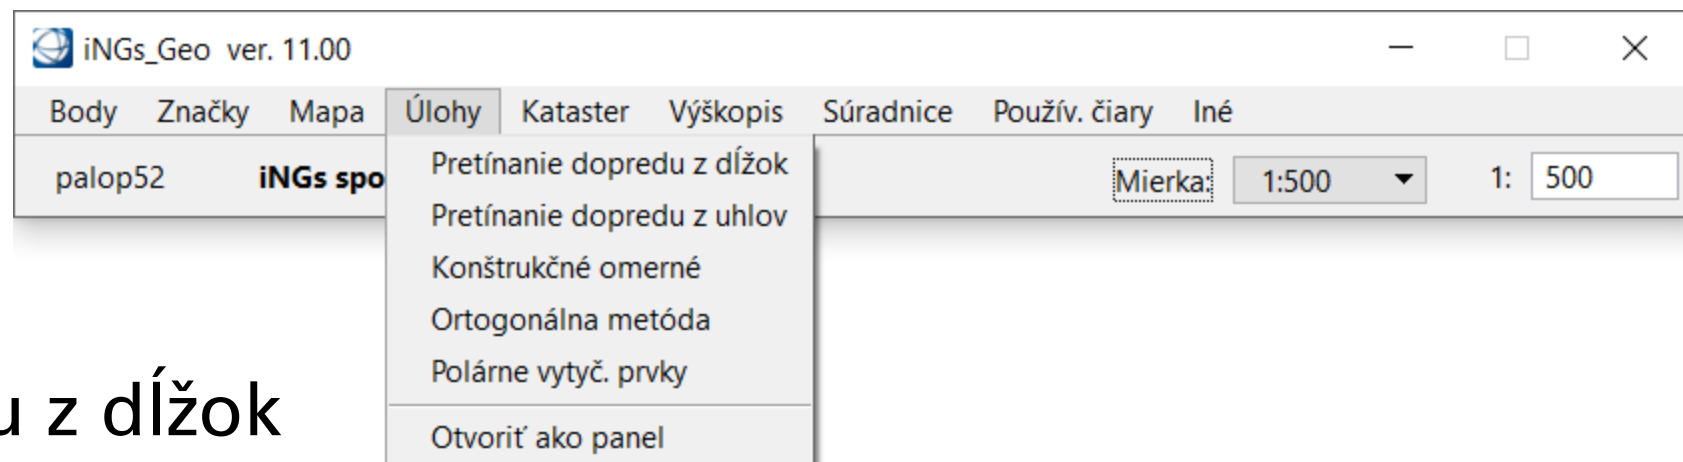 iNGs_Geo ver. 11.00
Body Značky Mapa Úlohy Kataster Výškopis Súradnice Použív. čiary Iné
palop52 iNGs spo Mierka: 1:500 1: 500
Pretínanie dopredu z dĺžok
Pretínanie dopredu z uhlov
Konštrukčné omerné
Ortogonálna metóda
Polárne vytyč. prvky
Otvoriť ako panel
z dĺžok